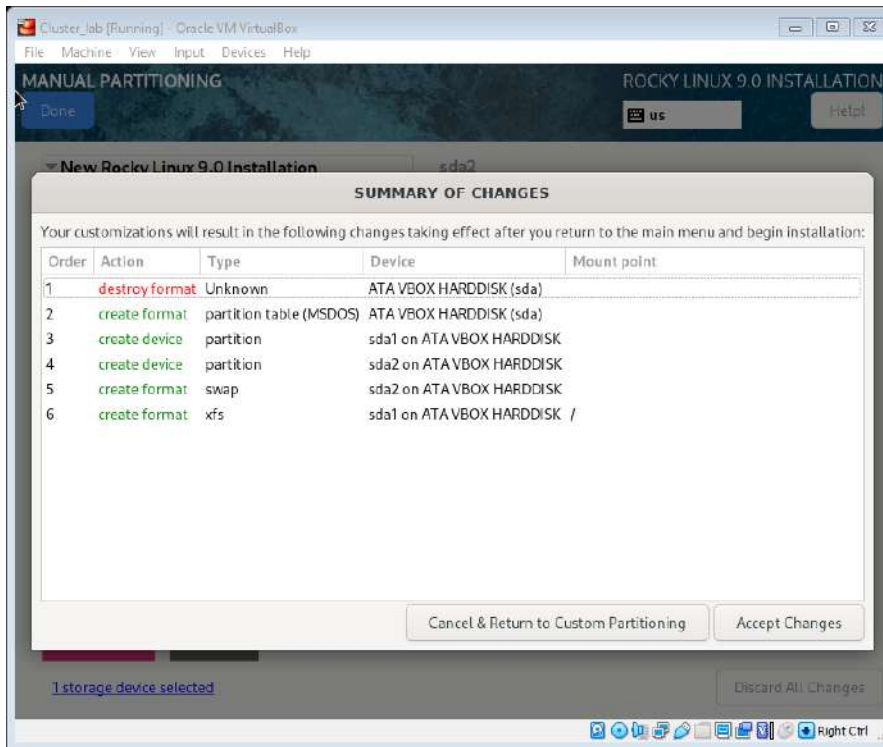 Cluster_lab [Running] - Oracle VM VirtualBox
File Machine View Input Devices Help
MANUAL PARTITIONING ROCKY LINUX 9.0 INSTALLATION
Done us Help!
New Rocky Linux 9.0 Installation sda2
SUMMARY OF CHANGES
Your customizations will result in the following changes taking effect after you return to the main menu and begin installation:
Order Action Type Device Mount point
1 destroy format Unknown ATA VBOX HARDDISK (sda)
2 create format partition table (MSDOS) ATA VBOX HARDDISK (sda)
3 create device partition sda1 on ATA VBOX HARDDISK
4 create device partition sda2 on ATA VBOX HARDDISK
5 create format swap sda2 on ATA VBOX HARDDISK
6 create format xfs sda1 on ATA VBOX HARDDISK /
Cancel & Return to Custom Partitioning Accept Changes
1 storage device selected Discard All Changes
Right Ctrl